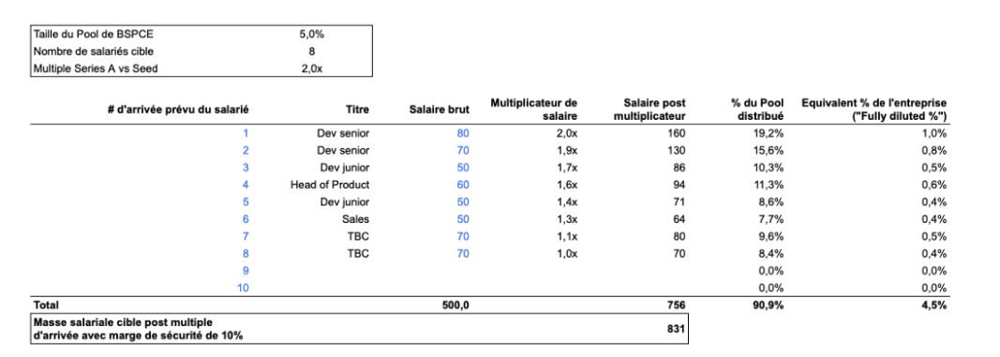 Taille du Pool de BSPCE 5,0%
Nombre de salariés cible 8
Multiple Series A vs Seed 2,0x
# d'arrivée prévu du salarié Titre Salaire brut Multiplicateur de salaire Salaire post multiplicateur % du Pool distribué Equivalent % de l'entreprise ("Fully diluted %")
1 Dev senior 80 2,0x 160 19,2% 1,0%
2 Dev senior 70 1,9x 130 15,6% 0,8%
3 Dev junior 50 1,7x 86 10,3% 0,5%
4 Head of Product 60 1,6x 94 11,3% 0,6%
5 Dev junior 50 1,4x 71 8,6% 0,4%
6 Sales 50 1,3x 64 7,7% 0,4%
7 TBC 70 1,1x 80 9,6% 0,5%
8 TBC 70 1,0x 70 8,4% 0,4%
9 0,0% 0,0%
10 0,0% 0,0%
Total 500,0 756 90,9% 4,5%
Masse salariale cible post multiple
d'arrivée avec marge de sécurité de 10% 831